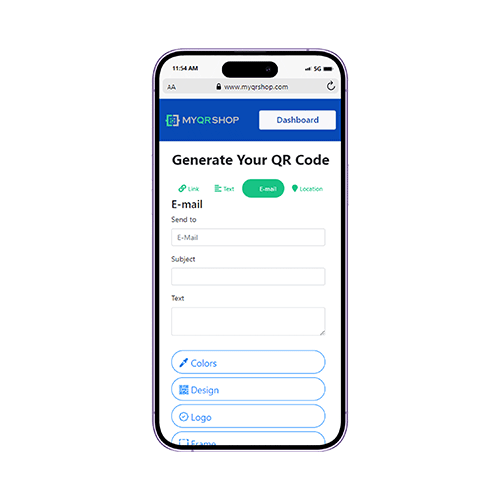 11:54 AM 5G
AA www.myqrshop.com
MYQRSHOP Dashboard
Generate Your QR Code
Link Text E-mail Location
E-mail
Send to
E-Mail
Subject
Text
Colors
Design
Logo
Frame